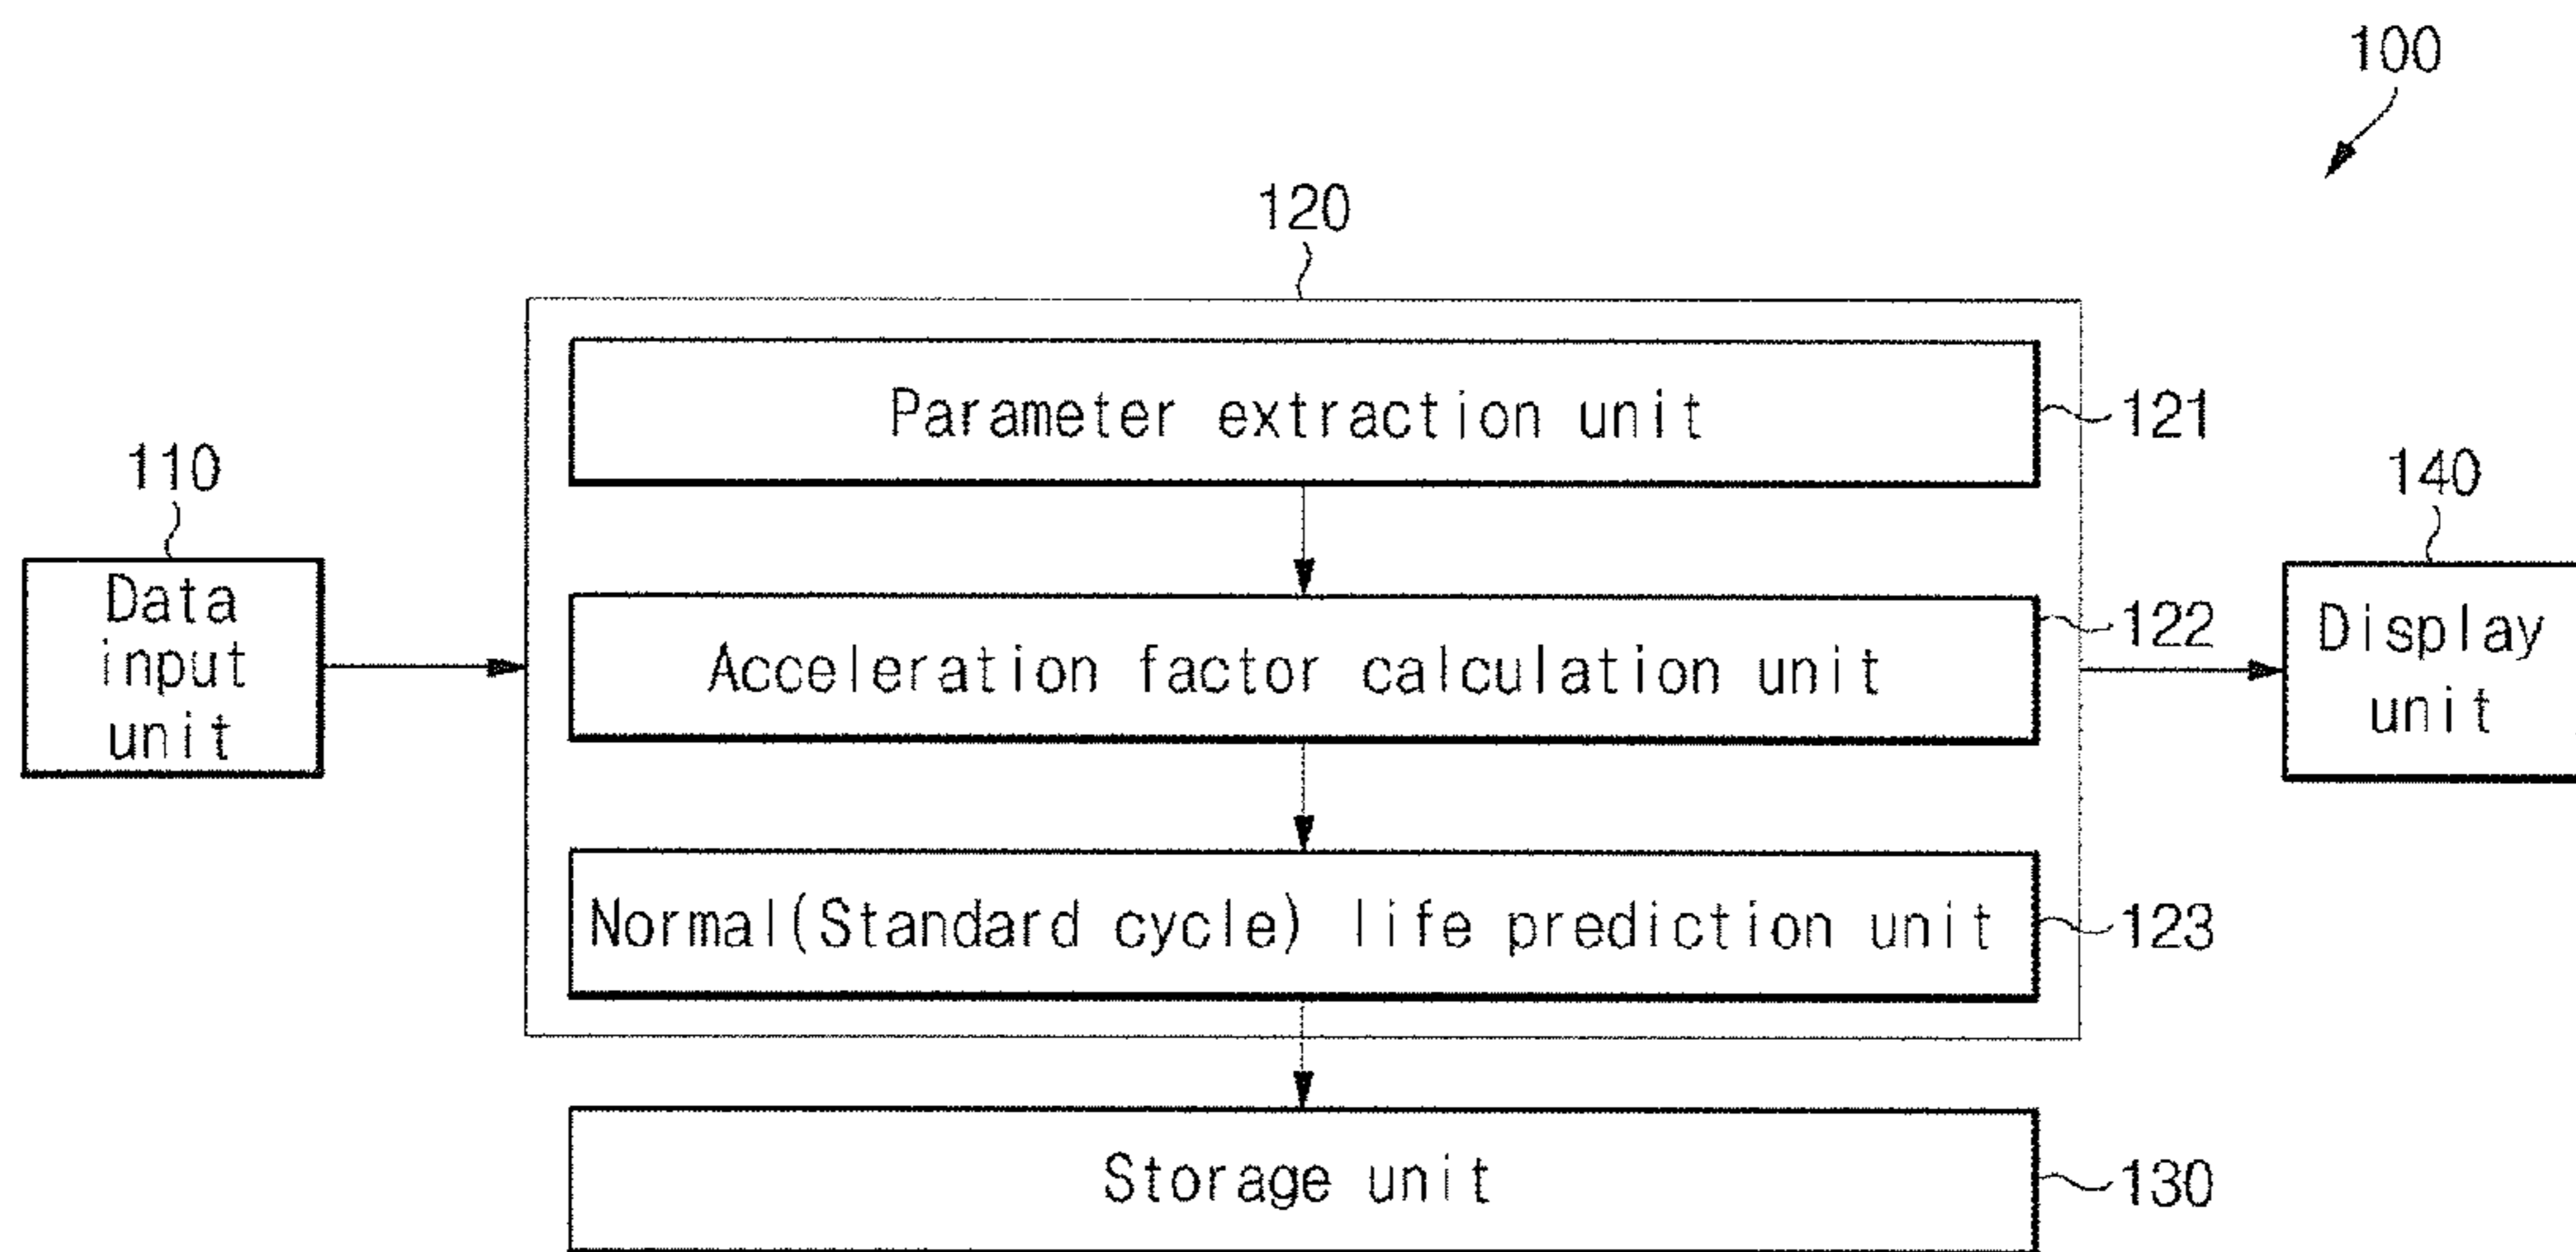 100
120
Parameter extraction unit
121
110
140
Data
input
unit
Acceleration factor calculation unit
122
Display
unit
Normal(Standard cycle) life prediction unit
123
Storage unit
130